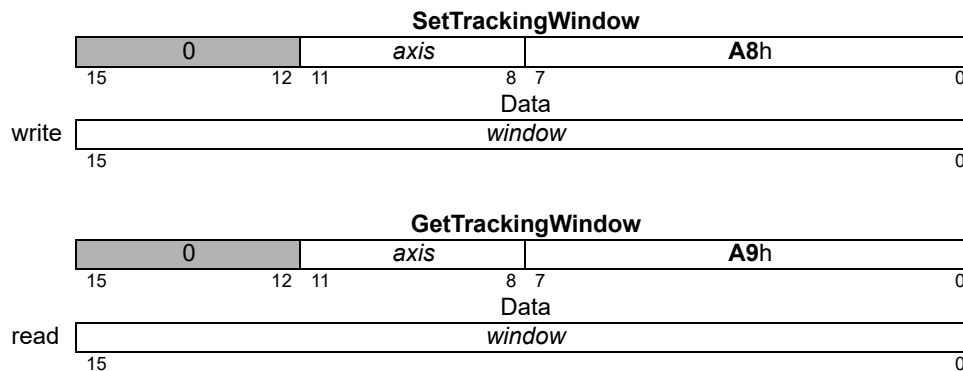 SetTrackingWindow
0 axis A8h
15 12 11 8 7 0
Data
write window
15 0
GetTrackingWindow
0 axis A9h
15 12 11 8 7 0
Data
read window
15 0